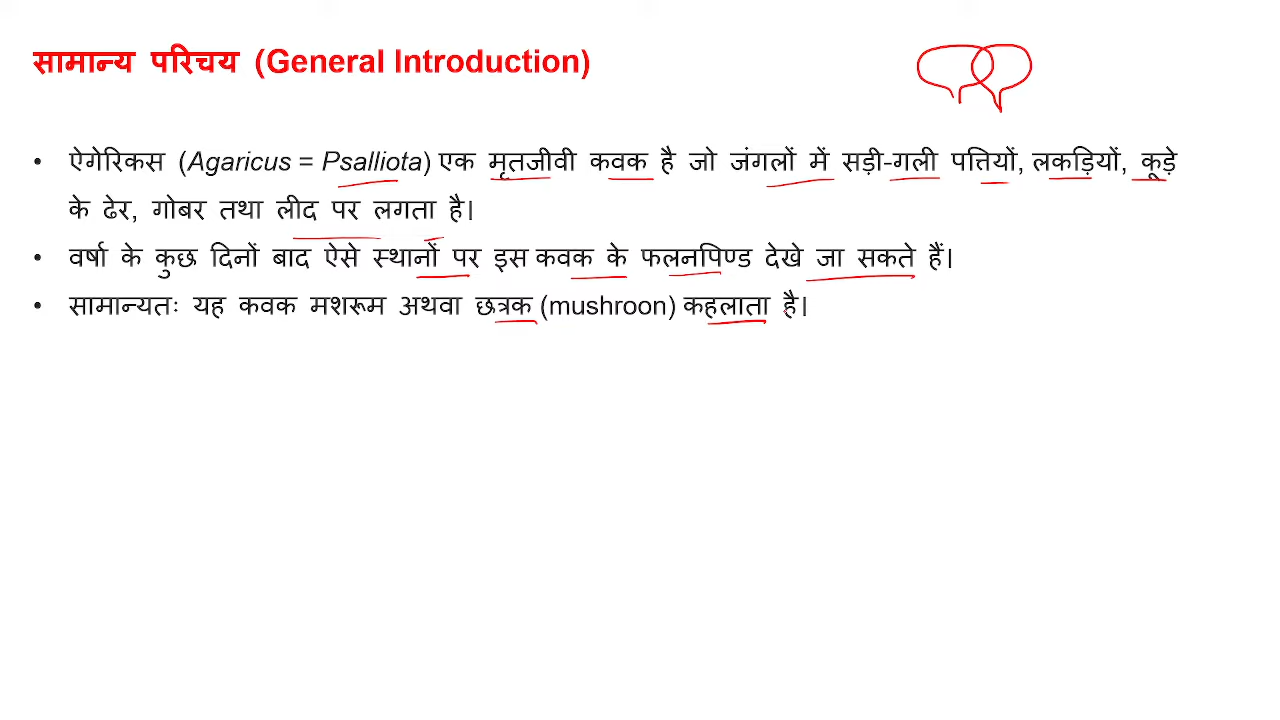 सामान्य परिचय (General Introduction)
• ऐगेरिकस (Agaricus = Psalliota) एक मृतजीवी कवक है जो जंगलों में सड़ी-गली पत्तियों, लकड़ियों, कूड़े
के ढेर, गोबर तथा लीद पर लगता है।
• वर्षा के कुछ दिनों बाद ऐसे स्थानों पर इस कवक के फलनपिण्ड देखे जा सकते हैं।
• सामान्यतः यह कवक मशरूम अथवा छत्रक (mushroon) कहलाता है।